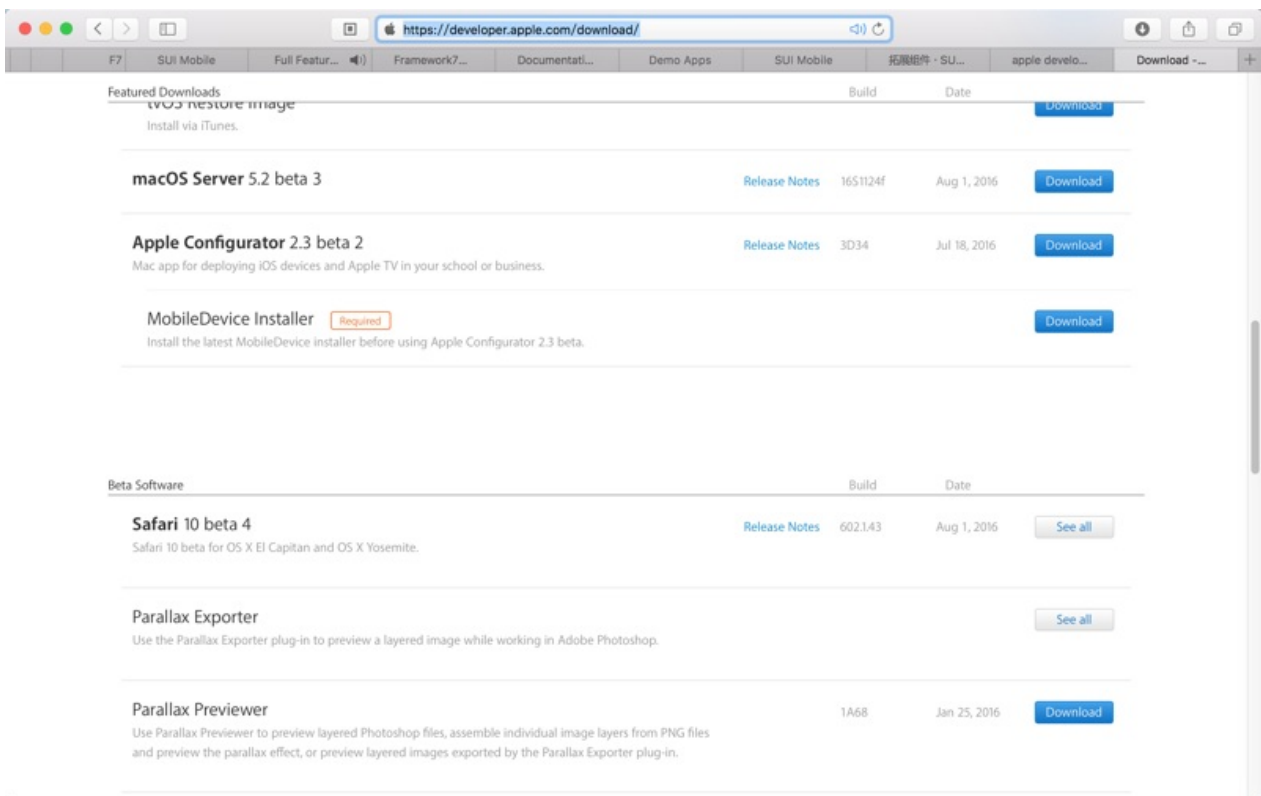 https://developer.apple.com/download/
F7 SUI Mobile Full Featur... Framework7... Documentati... Demo Apps SUI Mobile 拓展组件 · SU... apple develo... Download -...
Featured Downloads Build Date
tvOS Restore Image Download
Install via iTunes.
macOS Server 5.2 beta 3 Release Notes 16S1124f Aug 1, 2016 Download
Apple Configurator 2.3 beta 2 Release Notes 3D34 Jul 18, 2016 Download
Mac app for deploying iOS devices and Apple TV in your school or business.
MobileDevice Installer Required Download
Install the latest MobileDevice installer before using Apple Configurator 2.3 beta.
Beta Software Build Date
Safari 10 beta 4 Release Notes 602.1.43 Aug 1, 2016 See all
Safari 10 beta for OS X El Capitan and OS X Yosemite.
Parallax Exporter See all
Use the Parallax Exporter plug-in to preview a layered image while working in Adobe Photoshop.
Parallax Previewer 1A68 Jan 25, 2016 Download
Use Parallax Previewer to preview layered Photoshop files, assemble individual image layers from PNG files
and preview the parallax effect, or preview layered images exported by the Parallax Exporter plug-in.